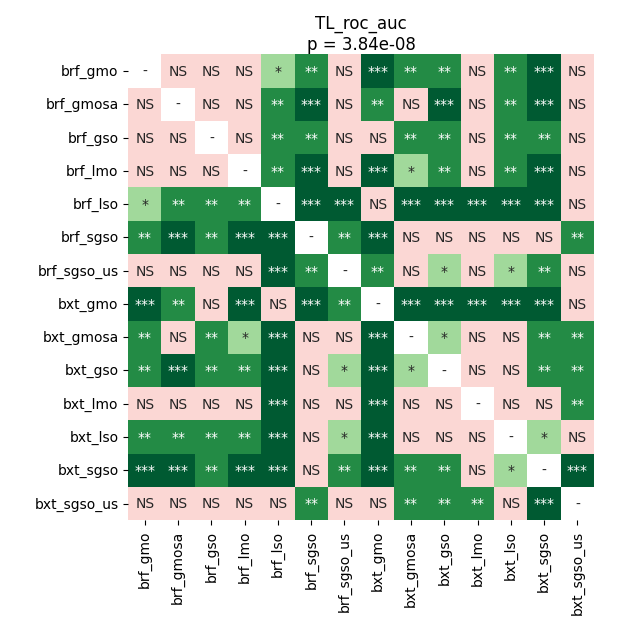 TL_roc_auc
p = 3.84e-08
brf_gmo - NS NS NS * ** NS *** ** ** NS ** *** NS
brf_gmosa NS - NS NS ** *** NS ** NS *** NS ** *** NS
brf_gso NS NS - NS ** ** NS NS ** ** NS ** ** NS
brf_lmo NS NS NS - ** *** NS *** * ** NS ** *** NS
brf_lso * ** ** ** - *** *** NS *** *** *** *** *** NS
brf_sgso ** *** ** *** *** - ** *** NS NS NS NS NS **
brf_sgso_us NS NS NS NS *** ** - ** NS * NS * ** NS
bxt_gmo *** ** NS *** NS *** ** - *** *** *** *** *** NS
bxt_gmosa ** NS ** * *** NS NS *** - * NS NS ** **
bxt_gso ** *** ** ** *** NS * *** * - NS NS ** **
bxt_lmo NS NS NS NS *** NS NS *** NS NS - NS NS **
bxt_lso ** ** ** ** *** NS * *** NS NS NS - * NS
bxt_sgso *** *** ** *** *** NS ** *** ** ** NS * - ***
bxt_sgso_us NS NS NS NS NS ** NS NS ** ** ** NS *** -
brf_gmo
brf_gmosa
brf_gso
brf_lmo
brf_lso
brf_sgso
brf_sgso_us
bxt_gmo
bxt_gmosa
bxt_gso
bxt_lmo
bxt_lso
bxt_sgso
bxt_sgso_us